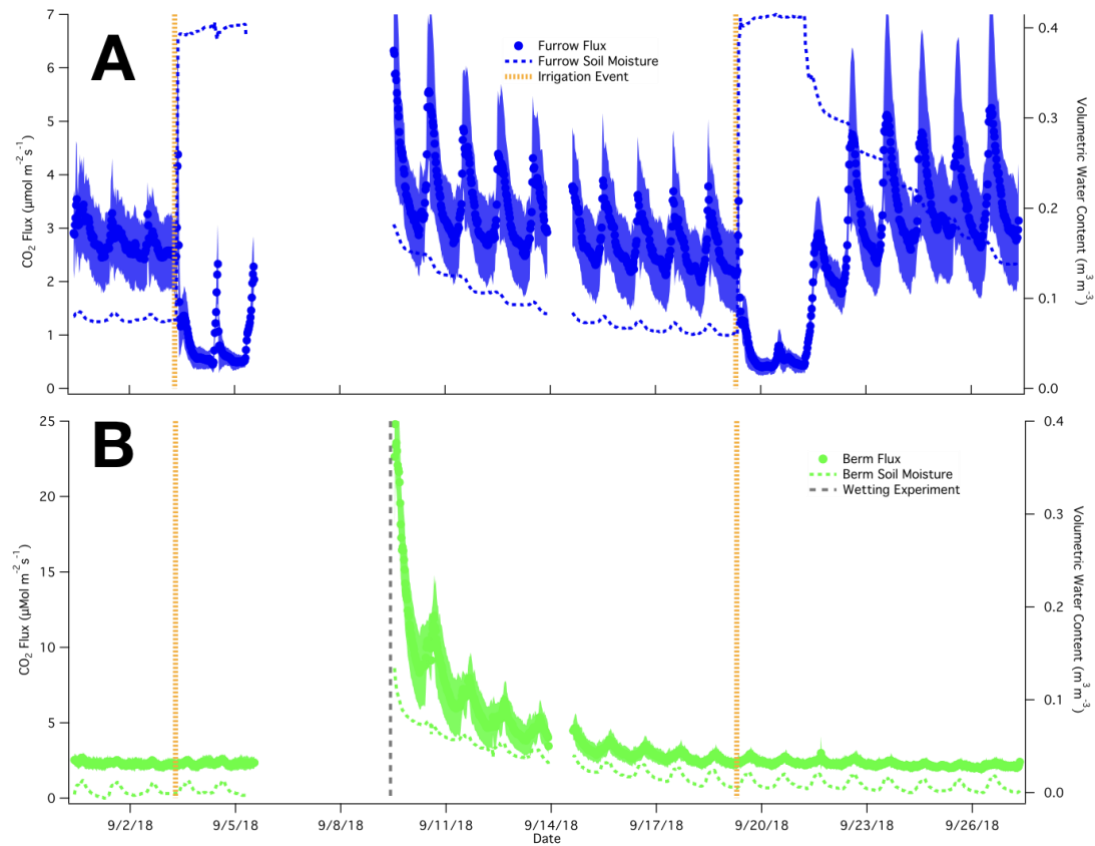 A
7
6
5
4
3
2
1
0
CO2 Flux (µmol m-2 s-1)
Furrow Flux
Furrow Soil Moisture
Irrigation Event
0.4
0.3
0.2
0.1
0.0
Volumetric Water Content (m3 m-3)
B
25
20
15
10
5
0
CO2 Flux (µMol m-2 s-1)
Berm Flux
Berm Soil Moisture
Wetting Experiment
0.4
0.3
0.2
0.1
0.0
Volumetric Water Content (m3 m-3)
9/2/18 9/5/18 9/8/18 9/11/18 9/14/18 9/17/18 9/20/18 9/23/18 9/26/18
Date